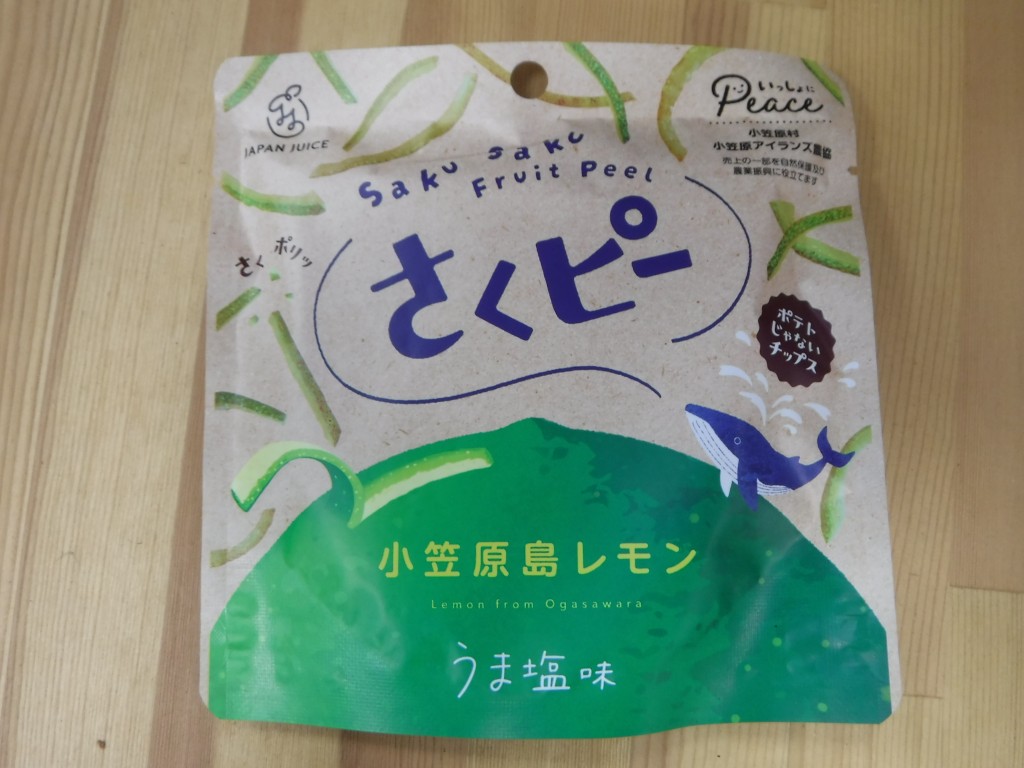 JAPAN JUICE
いっしょに
Peace
小笠原村
小笠原アイランズ農協
売上の一部を自然保護及び
農業振興に役立てます
Saku Saku
Fruit Peel
さく ポリッ
さくピー
ポテト
じゃない
チップス
小笠原島レモン
Lemon from Ogasawara
うま塩味